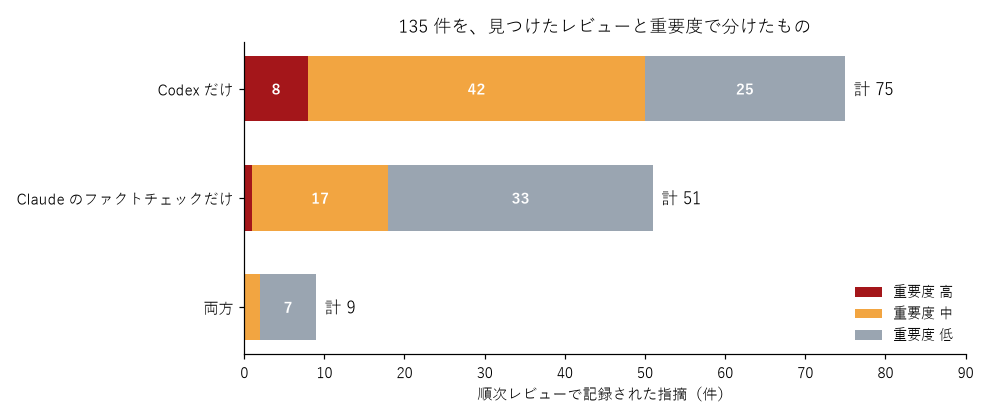 135 件を、見つけたレビューと重要度で分けたもの
Codex だけ
8
42
25
計 75
Claude のファクトチェックだけ
17
33
計 51
両方
7
計 9
重要度 高
重要度 中
重要度 低
0 10 20 30 40 50 60 70 80 90
順次レビューで記録された指摘（件）